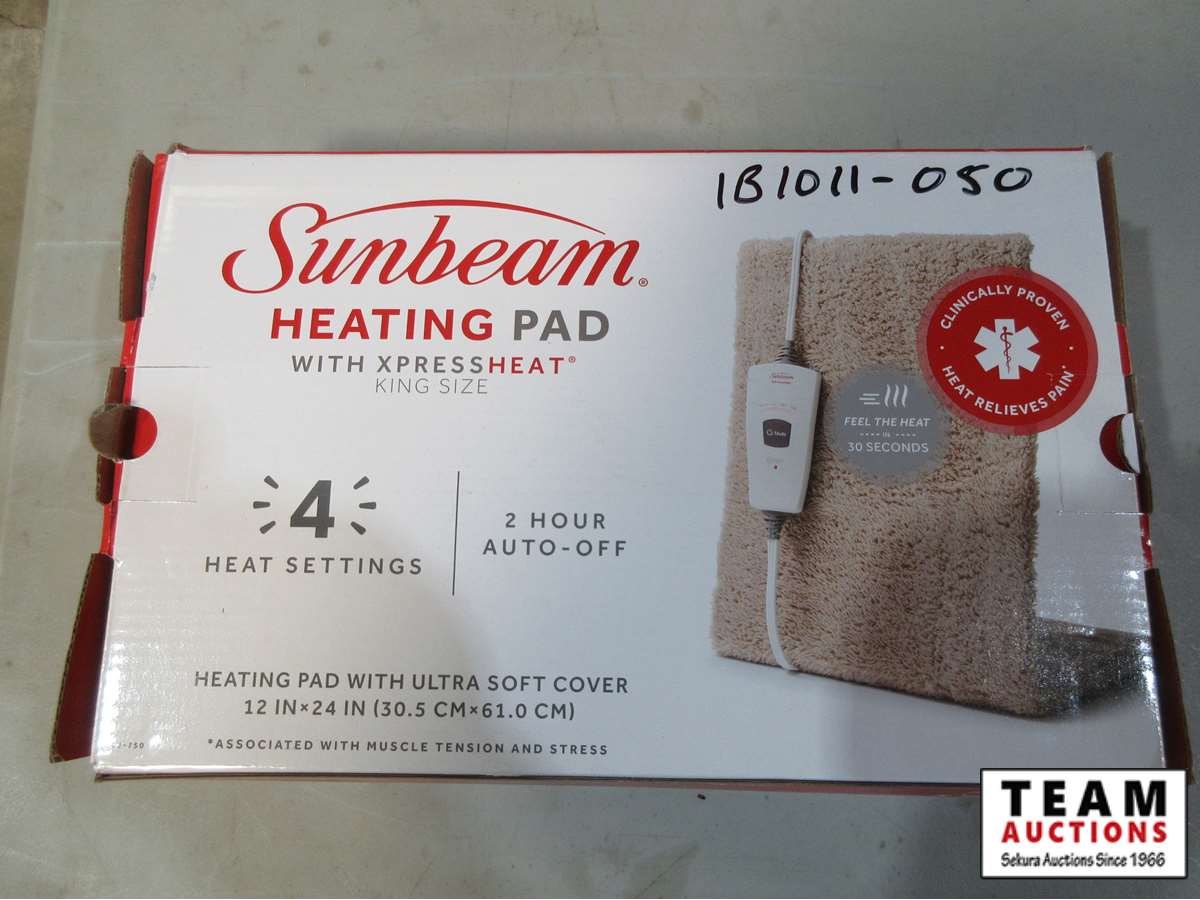 1B1011-050
Sunbeam®
HEATING PAD
WITH XPRESSHEAT®
KING SIZE
CLINICALLY PROVEN
HEAT RELIEVES PAIN*
Sunbeam
FEEL THE HEAT
IN
30 SECONDS
4
HEAT SETTINGS
2 HOUR
AUTO-OFF
HEATING PAD WITH ULTRA SOFT COVER
12 IN×24 IN (30.5 CM×61.0 CM)
*ASSOCIATED WITH MUSCLE TENSION AND STRESS
TEAM
AUCTIONS
Sekura Auctions Since 1966